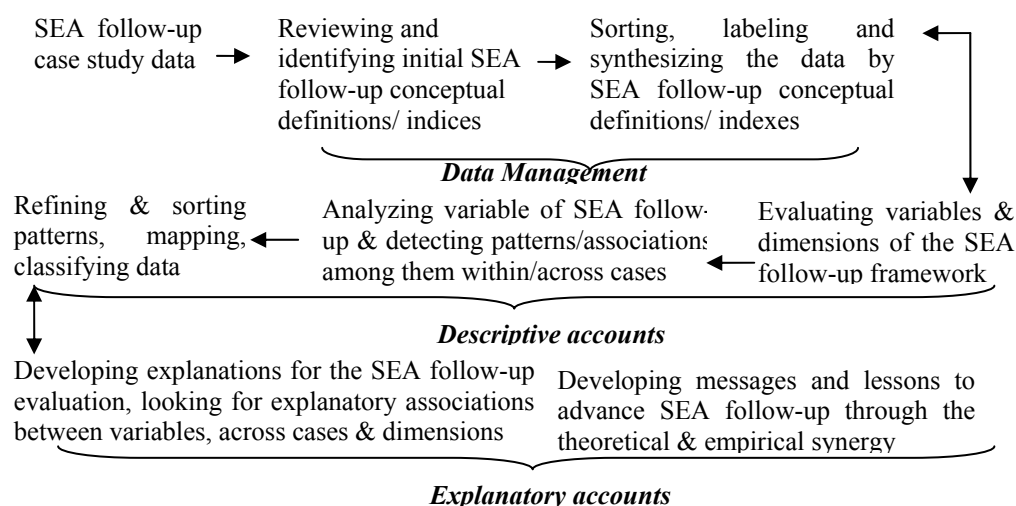 SEA follow-up
case study data
Reviewing and
identifying initial SEA
follow-up conceptual
definitions/ indices
Sorting, labeling and
synthesizing the data by
SEA follow-up conceptual
definitions/ indexes
Data Management
Refining & sorting
patterns, mapping,
classifying data
Analyzing variable of SEA follow-
up & detecting patterns/associations
among them within/across cases
Evaluating variables &
dimensions of the SEA
follow-up framework
Descriptive accounts
Developing explanations for the SEA follow-up
evaluation, looking for explanatory associations
between variables, across cases & dimensions
Developing messages and lessons to
advance SEA follow-up through the
theoretical & empirical synergy
Explanatory accounts